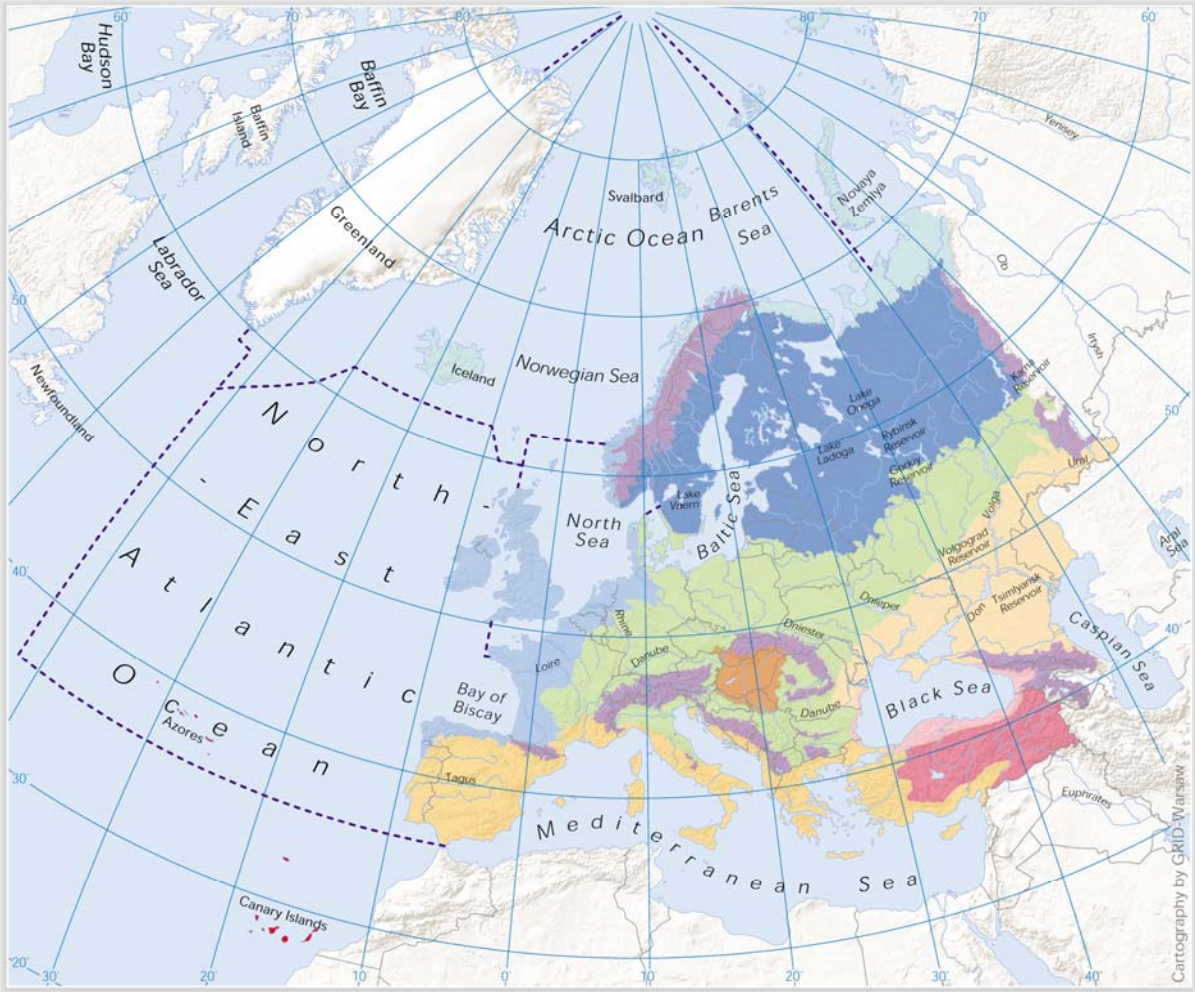 60°
70°
80°
80°
70°
60°
Hudson
Bay
Baffin
Bay
Baffin
Island
Yenisey
Novaya
Zemlya
Svalbard
Barents
Sea
Arctic Ocean
Greenland
Labrador
Sea
Ob
50°
Irtysh
Iceland
Norwegian Sea
Kama
Reservoir
Newfoundland
Lake
Onega
50°
North-
-East
Atlantic
Ocean
Rybinsk
Reservoir
Lake
Ladoga
Gorkiy
Reservoir
Ural
Lake
Vnern
Baltic Sea
North
Sea
Volga
Aral
Sea
Volgograd
Reservoir
40°
Tsimlyansk
Reservoir
Don
Dnieper
Rhine
Dniester
40°
Caspian Sea
Loire
Danube
Bay of
Biscay
Black Sea
Danube
Azores
30°
Tagus
Euphrates
Mediterranean Sea
Canary Islands
20°
30°
20°
10°
0°
10°
20°
30°
40°
Cartography by GRID-Warsaw